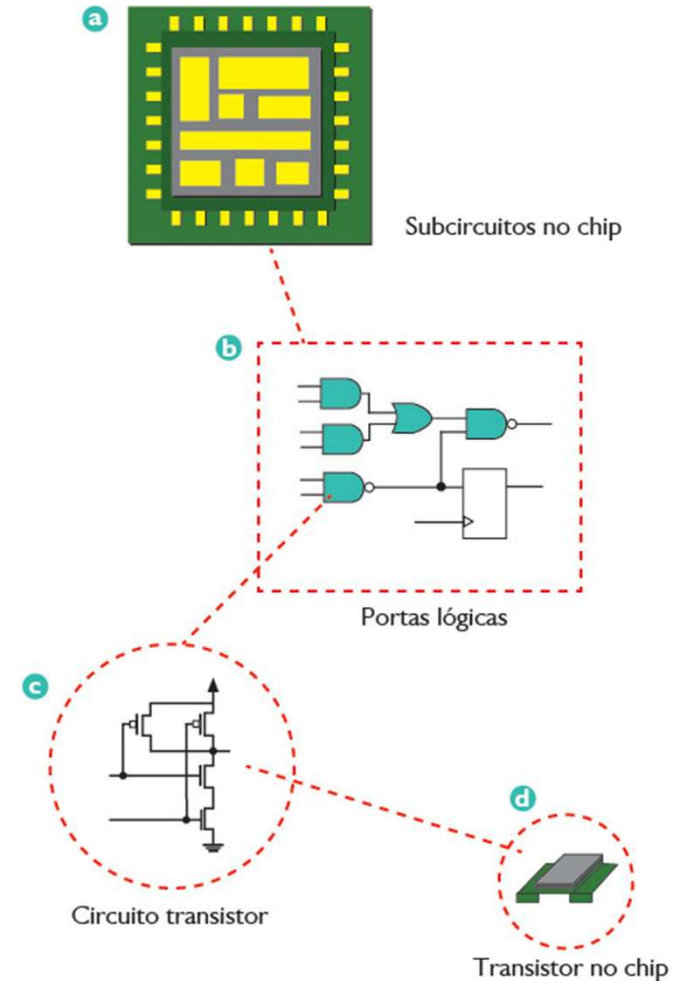 a
Subcircuitos no chip
b
Portas lógicas
c
Circuito transistor
d
Transistor no chip